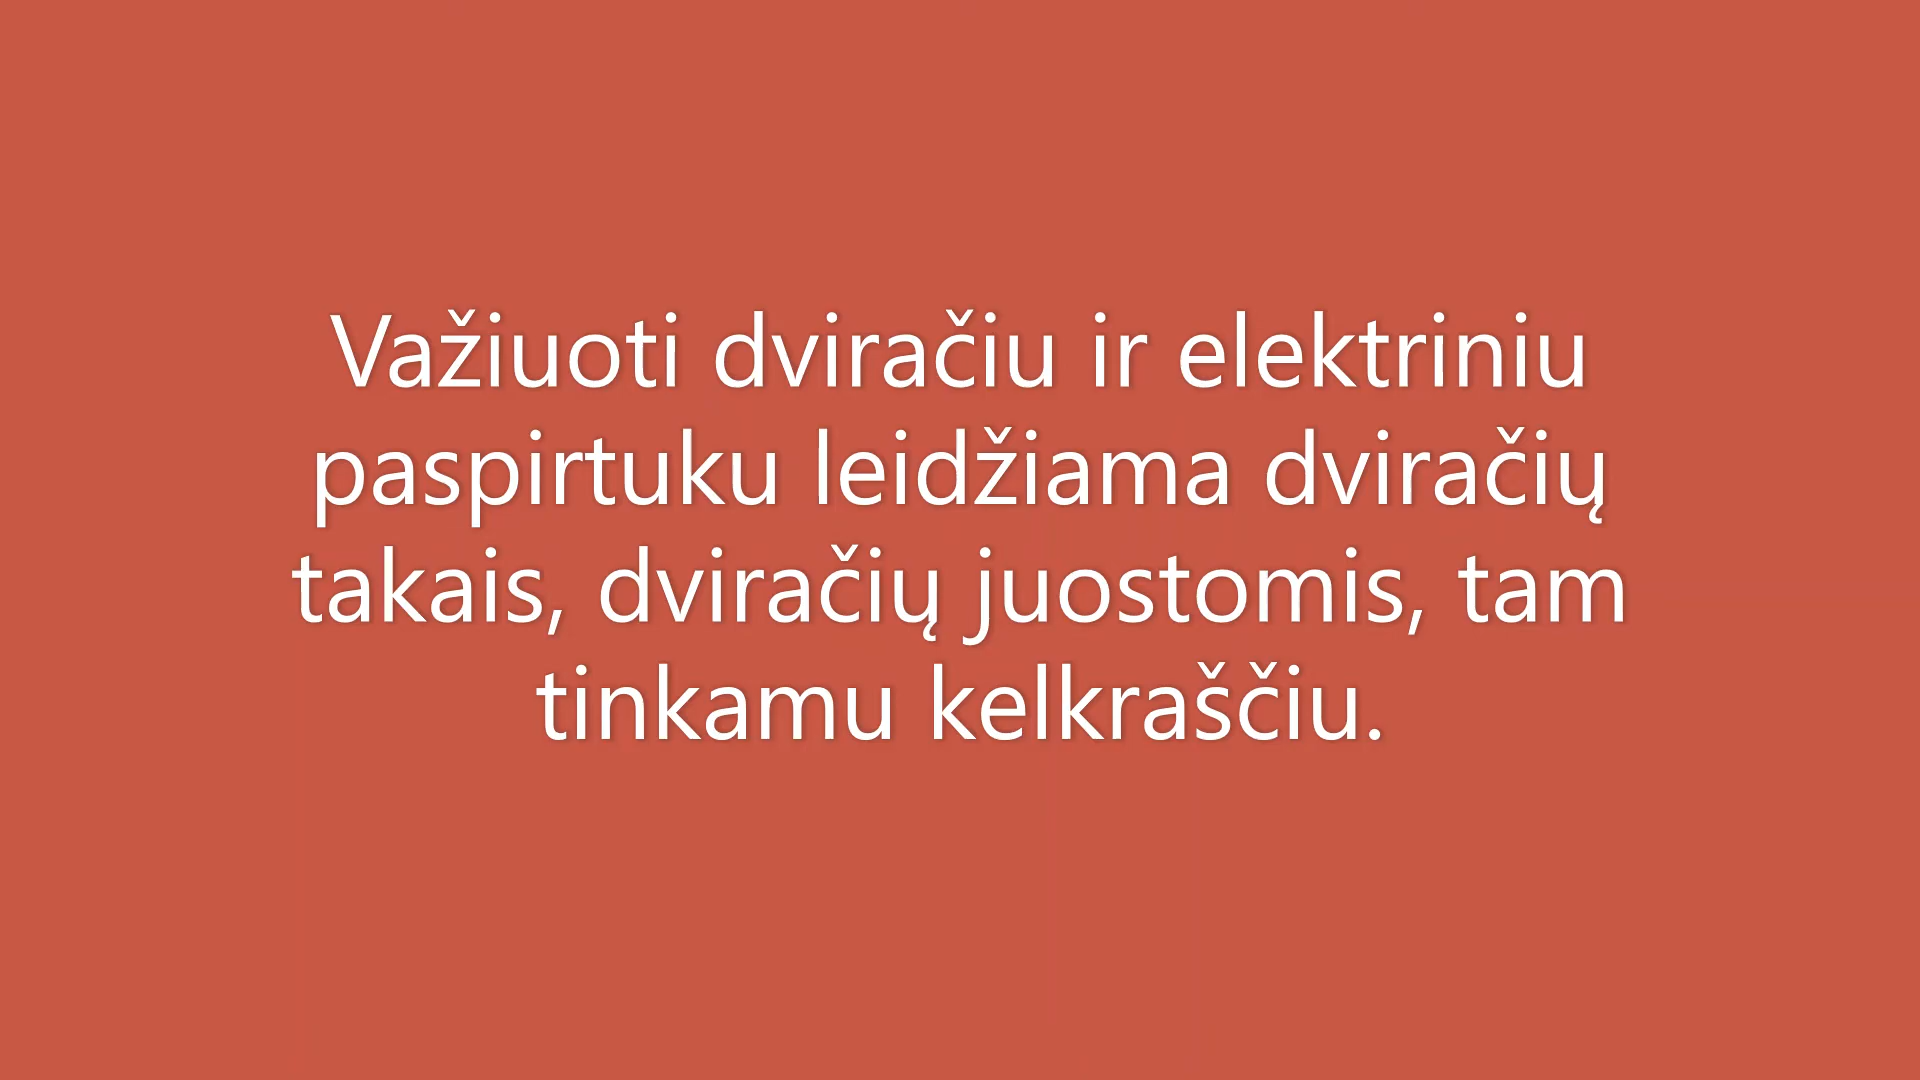 Važiuoti dviračiu ir elektriniu
paspirtuku leidžiama dviračių
takais, dviračių juostomis, tam
tinkamu kelkraščiu.